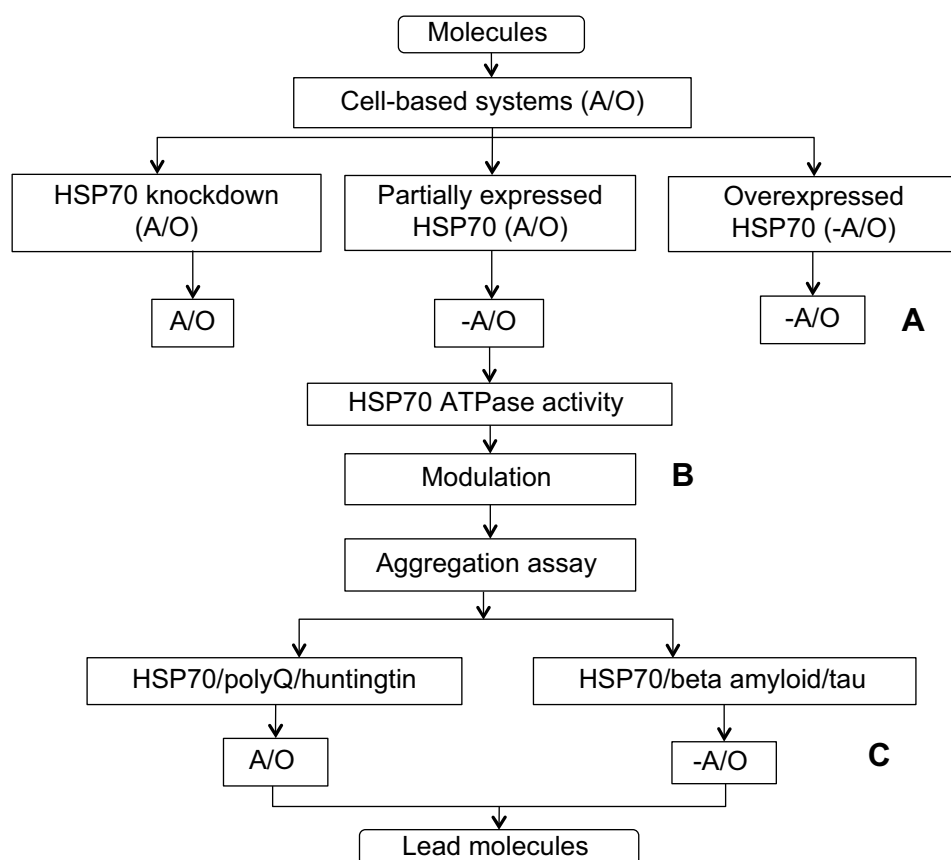 Molecules
Cell-based systems (A/O)
HSP70 knockdown
(A/O)
Partially expressed
HSP70 (A/O)
Overexpressed
HSP70 (-A/O)
A/O
-A/O
-A/O
A
HSP70 ATPase activity
Modulation
B
Aggregation assay
HSP70/polyQ/huntingtin
HSP70/beta amyloid/tau
A/O
-A/O
C
Lead molecules